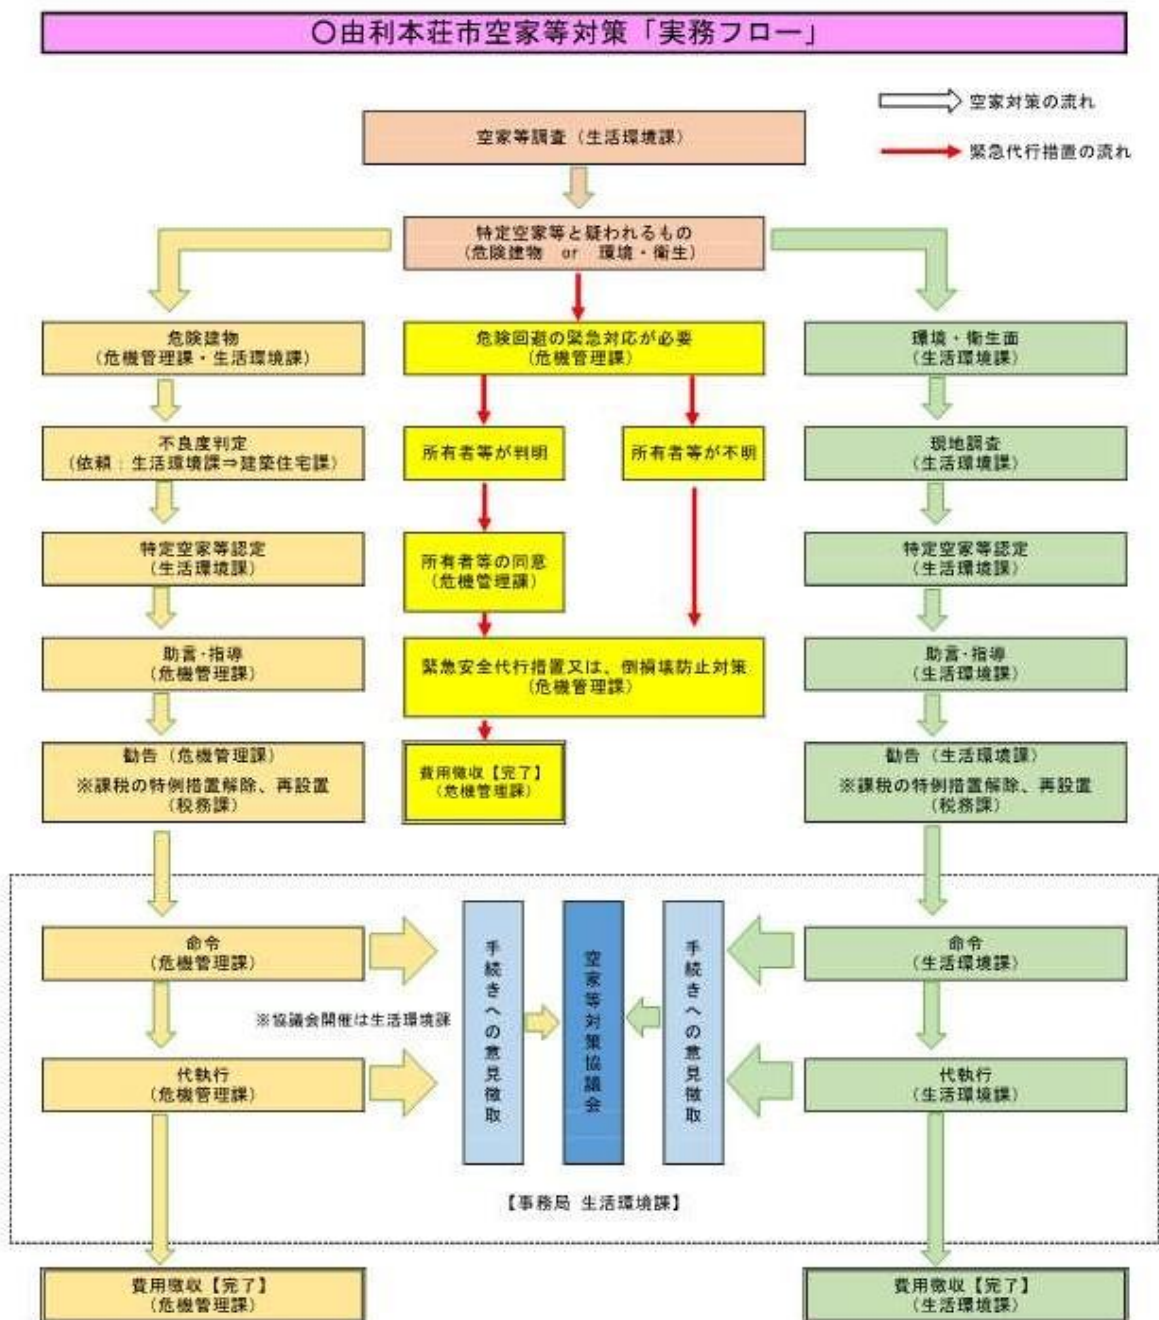 〇由利本荘市空家等対策「実務フロー」
空家対策の流れ
緊急代行措置の流れ
空家等調査（生活環境課）
特定空家等と疑われるもの
（危険建物　or　環境・衛生）
危険建物
（危機管理課・生活環境課）
不良度判定
（依頼：生活環境課⇒建築住宅課）
特定空家等認定
（生活環境課）
助言・指導
（危機管理課）
勧告（危機管理課）
※課税の特例措置解除、再設置
（税務課）
危険回避の緊急対応が必要
（危機管理課）
所有者等が判明
所有者等が不明
所有者等の同意
（危機管理課）
緊急安全代行措置又は、倒損壊防止対策
（危機管理課）
費用徴収【完了】
（危機管理課）
環境・衛生面
（生活環境課）
現地調査
（生活環境課）
特定空家等認定
（生活環境課）
助言・指導
（生活環境課）
勧告（生活環境課）
※課税の特例措置解除、再設置
（税務課）
命令
（危機管理課）
※協議会開催は生活環境課
代執行
（危機管理課）
手続きへの意見徴取
空家等対策協議会
手続きへの意見徴取
命令
（生活環境課）
代執行
（生活環境課）
【事務局 生活環境課】
費用徴収【完了】
（危機管理課）
費用徴収【完了】
（生活環境課）